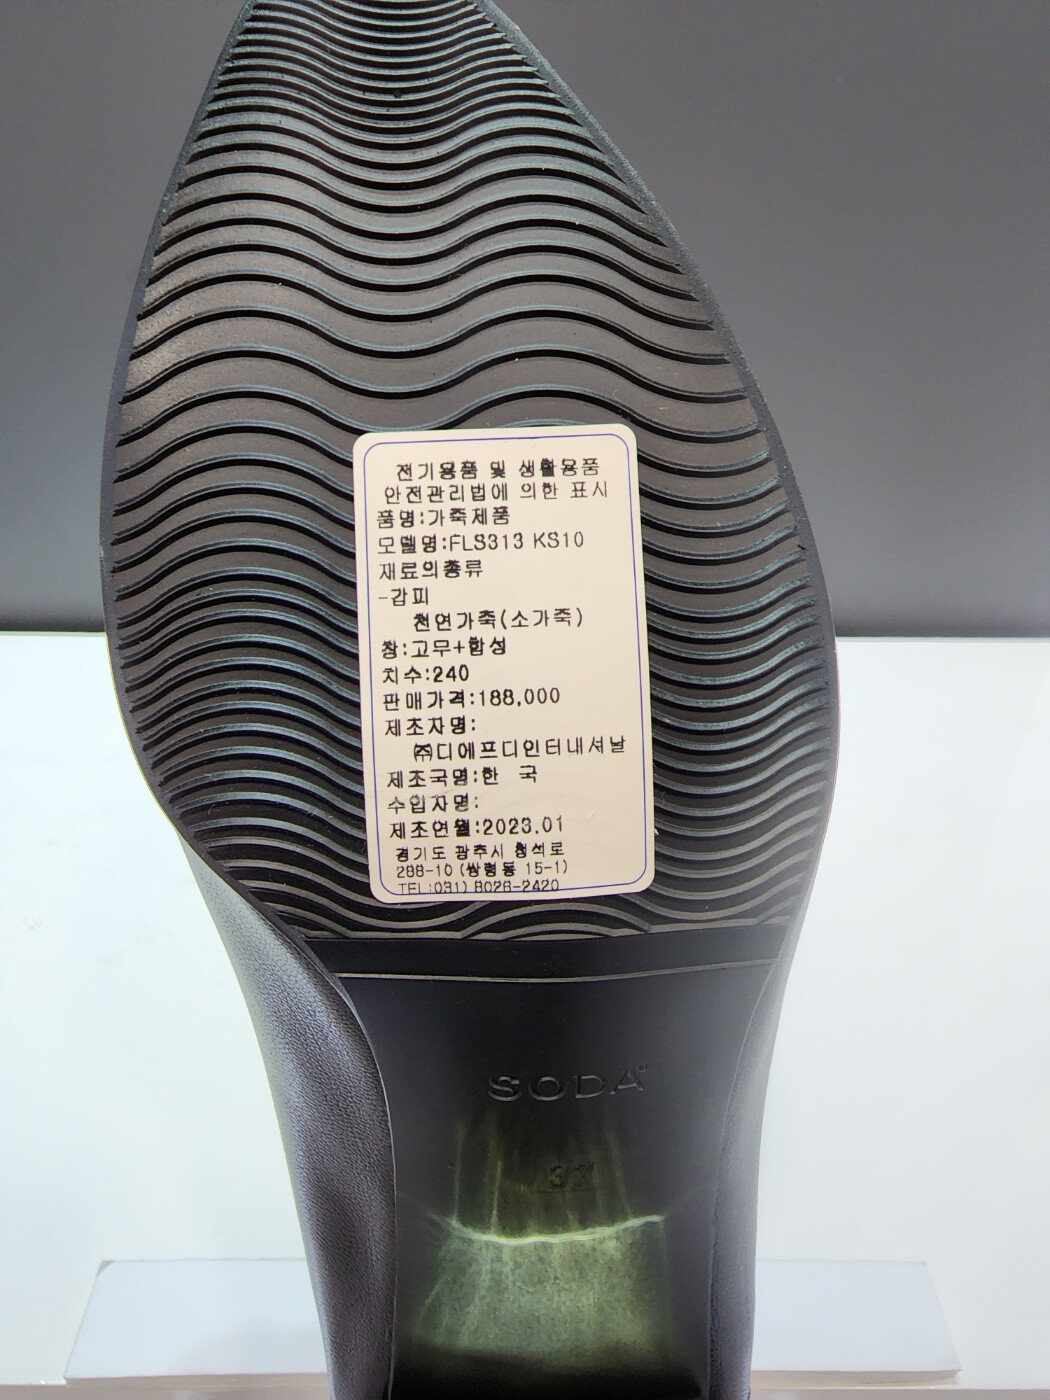 전기용품 및 생활용품
안전관리법에 의한 표시
품명:가죽제품
모델명:FLS313 KS10
재료의종류
-갑피
천연가죽(소가죽)
창:고무+합성
치수:240
판매가격:188,000
제조자명:
㈜디에프디인터내셔날
제조국명:한 국
수입자명:
제조연월:2023.01
경기도 광주시 청석로
288-10 (쌍령동 15-1)
TEL:031) 8026-2420
SODA
37